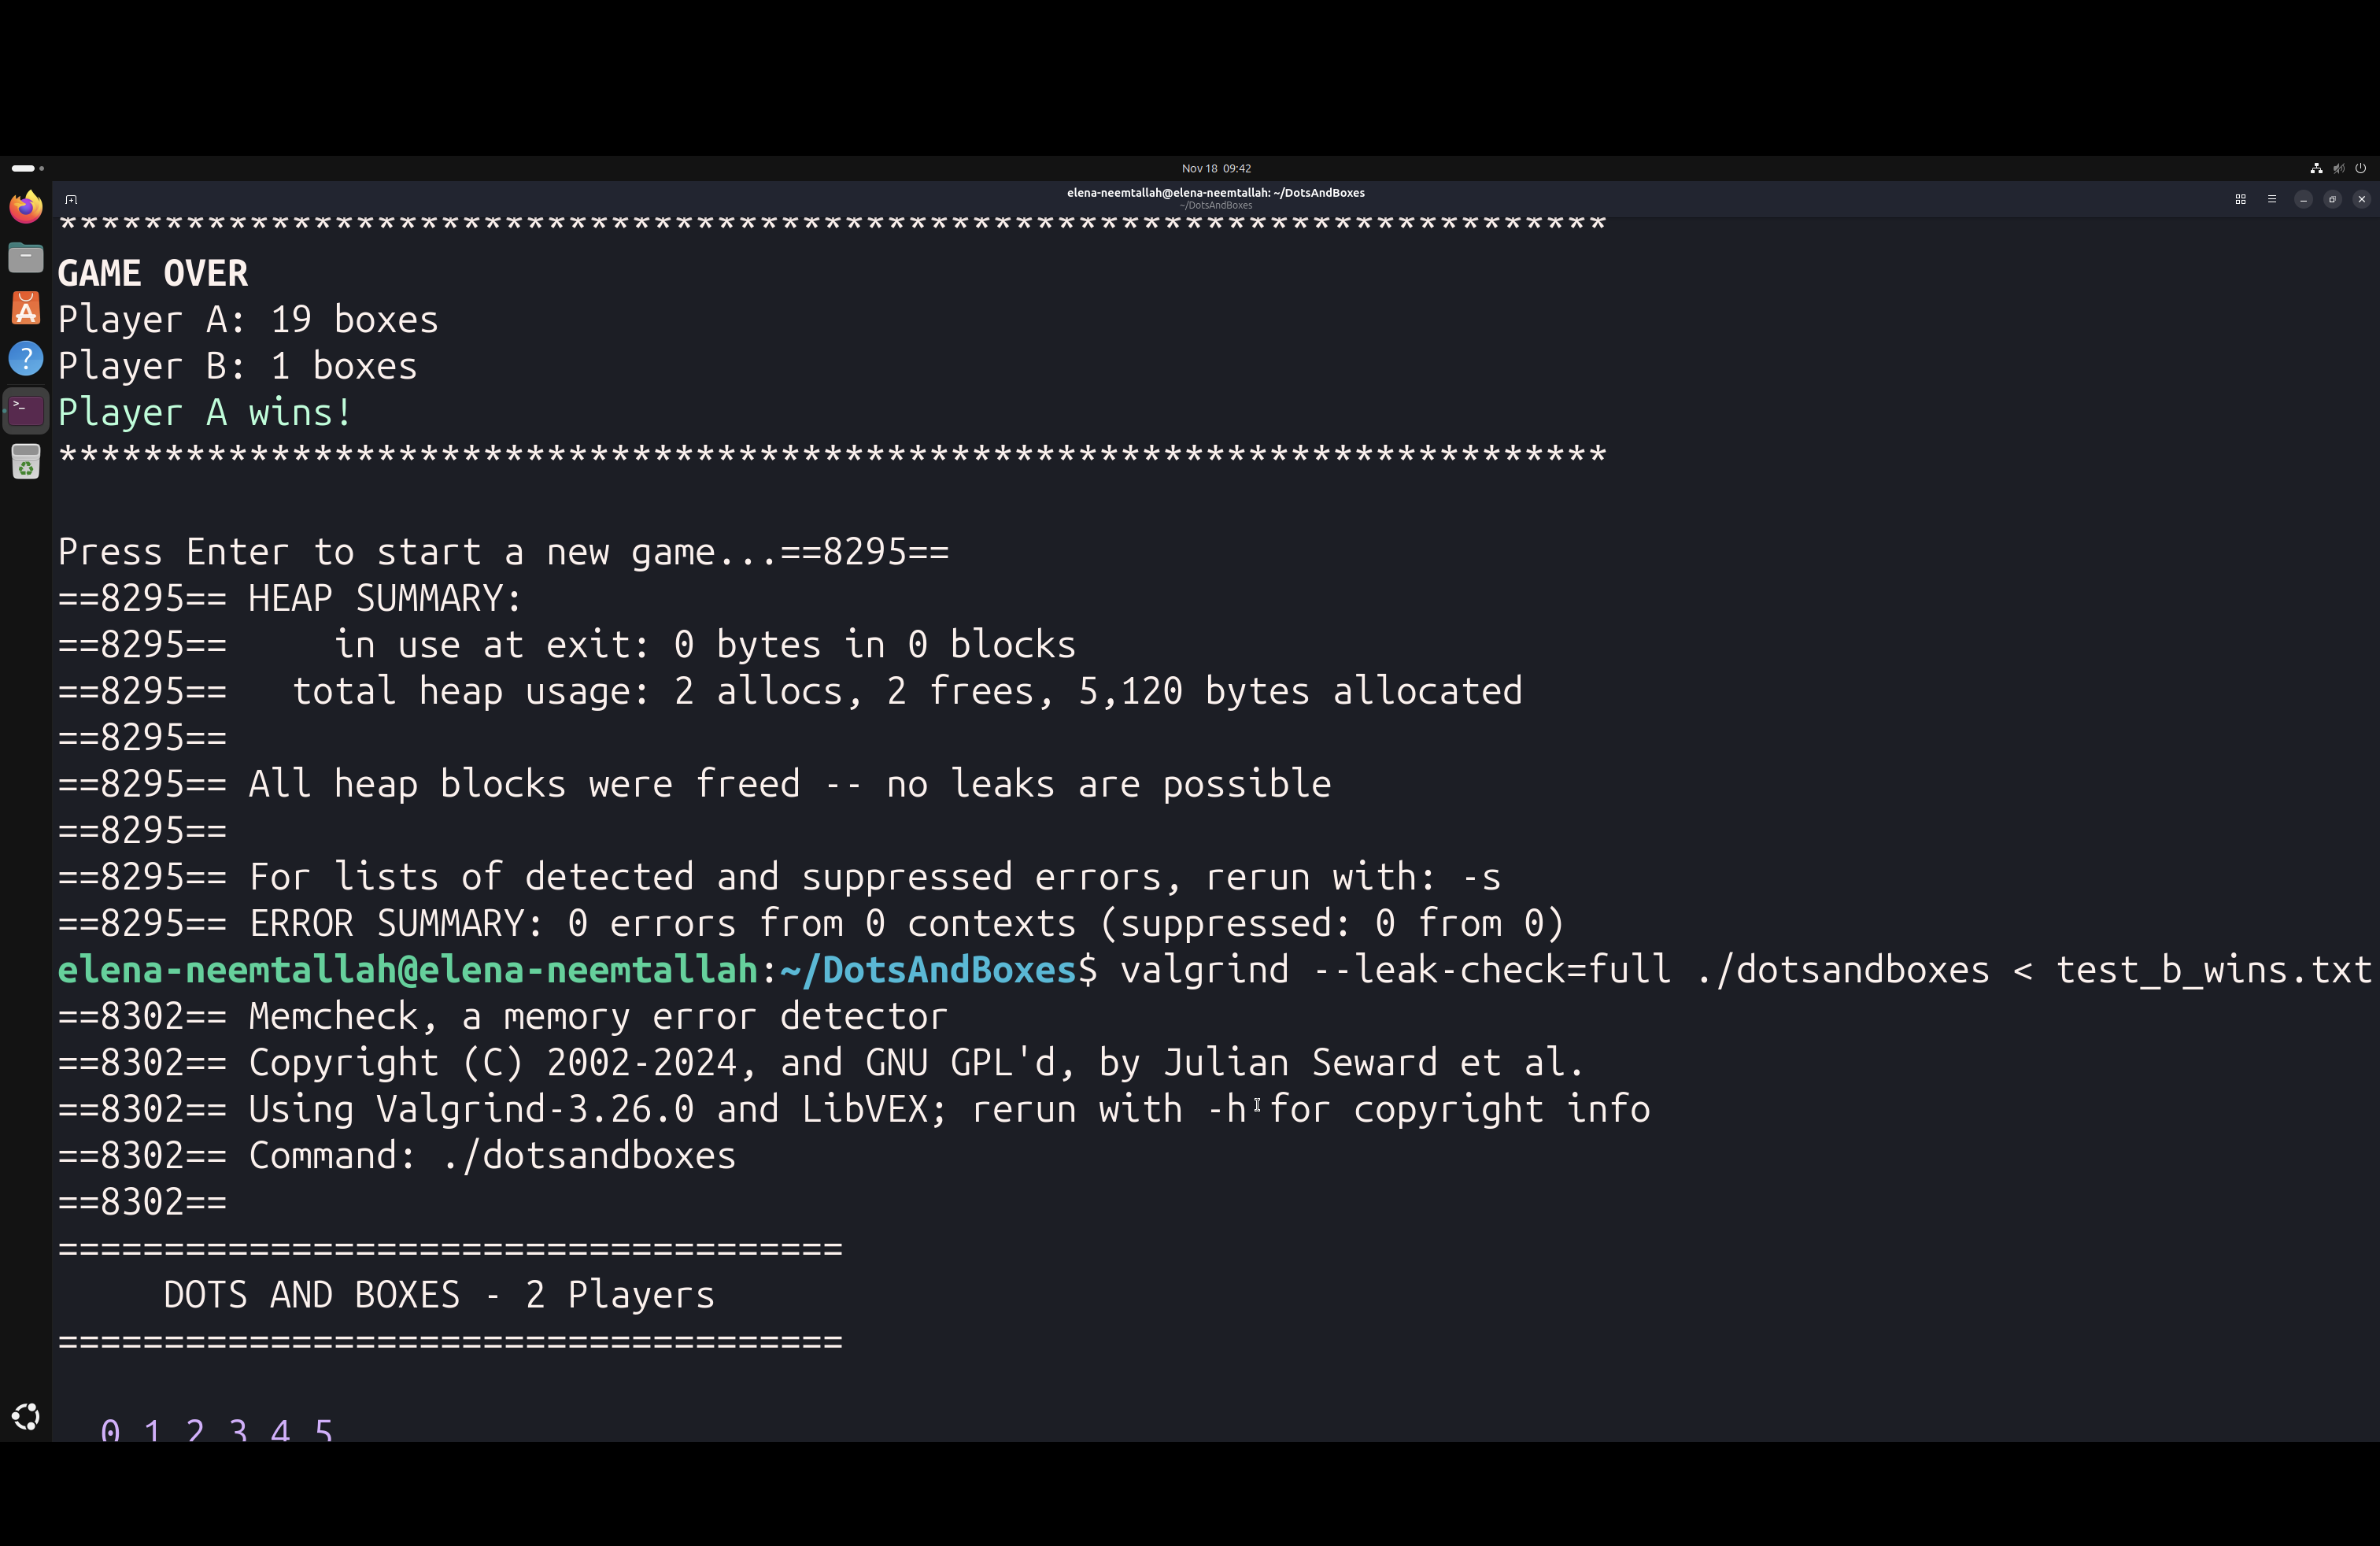 Nov 18 09:42
elena-neemtallah@elena-neemtallah: ~/DotsAndBoxes
~/DotsAndBoxes
*************************************************************************
GAME OVER
Player A: 19 boxes
Player B: 1 boxes
Player A wins!
*************************************************************************
Press Enter to start a new game...==8295==
==8295== HEAP SUMMARY:
==8295==     in use at exit: 0 bytes in 0 blocks
==8295==   total heap usage: 2 allocs, 2 frees, 5,120 bytes allocated
==8295==
==8295== All heap blocks were freed -- no leaks are possible
==8295==
==8295== For lists of detected and suppressed errors, rerun with: -s
==8295== ERROR SUMMARY: 0 errors from 0 contexts (suppressed: 0 from 0)
elena-neemtallah@elena-neemtallah:~/DotsAndBoxes$ valgrind --leak-check=full ./dotsandboxes < test_b_wins.txt
==8302== Memcheck, a memory error detector
==8302== Copyright (C) 2002-2024, and GNU GPL'd, by Julian Seward et al.
==8302== Using Valgrind-3.26.0 and LibVEX; rerun with -h for copyright info
==8302== Command: ./dotsandboxes
==8302==
=====================================
     DOTS AND BOXES - 2 Players
=====================================
  0 1 2 3 4 5